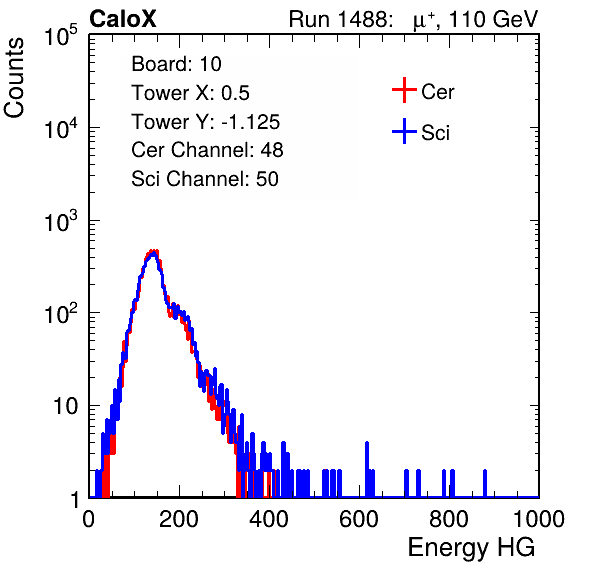 CaloX Run 1488: μ⁺, 110 GeV
Counts
10⁵
10⁴
10³
10²
10
1
Board: 10
Tower X: 0.5
Tower Y: -1.125
Cer Channel: 48
Sci Channel: 50
Cer
Sci
0 200 400 600 800 1000
Energy HG